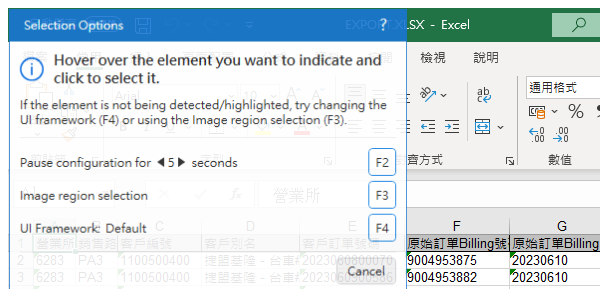 Selection Options ?
EXPORT.XLSX - Excel
Hover over the element you want to indicate and
click to select it.
If the element is not being detected/highlighted, try changing the
UI framework (F4) or using the Image region selection (F3).
Pause configuration for 5 seconds F2
Image region selection F3
UI Framework: Default F4
Cancel
檢視 說明
ab
通用格式
%
齊方式
數值
營業所
C D E F G
1 營業所 銷售路 客戶編號 客戶別名 客戶訂單號碼 原始訂單Billing號 原始訂單Billing
2 6283 PA3 1100500400 捷盟基隆 - 台車 9004953875 20230610
3 6283 PA3 1100500400 捷盟基隆 - 台車 9004953882 20230610